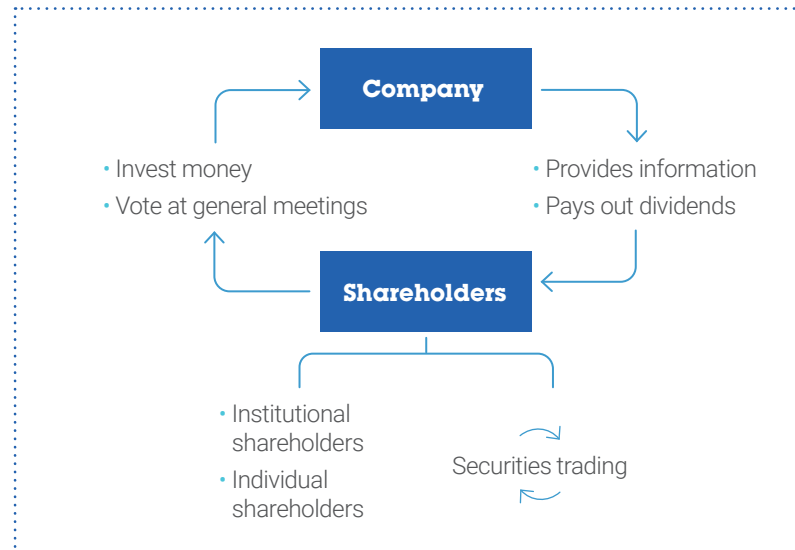 Company
• Invest money
• Vote at general meetings
• Provides information
• Pays out dividends
Shareholders
• Institutional
shareholders
• Individual
shareholders
Securities trading